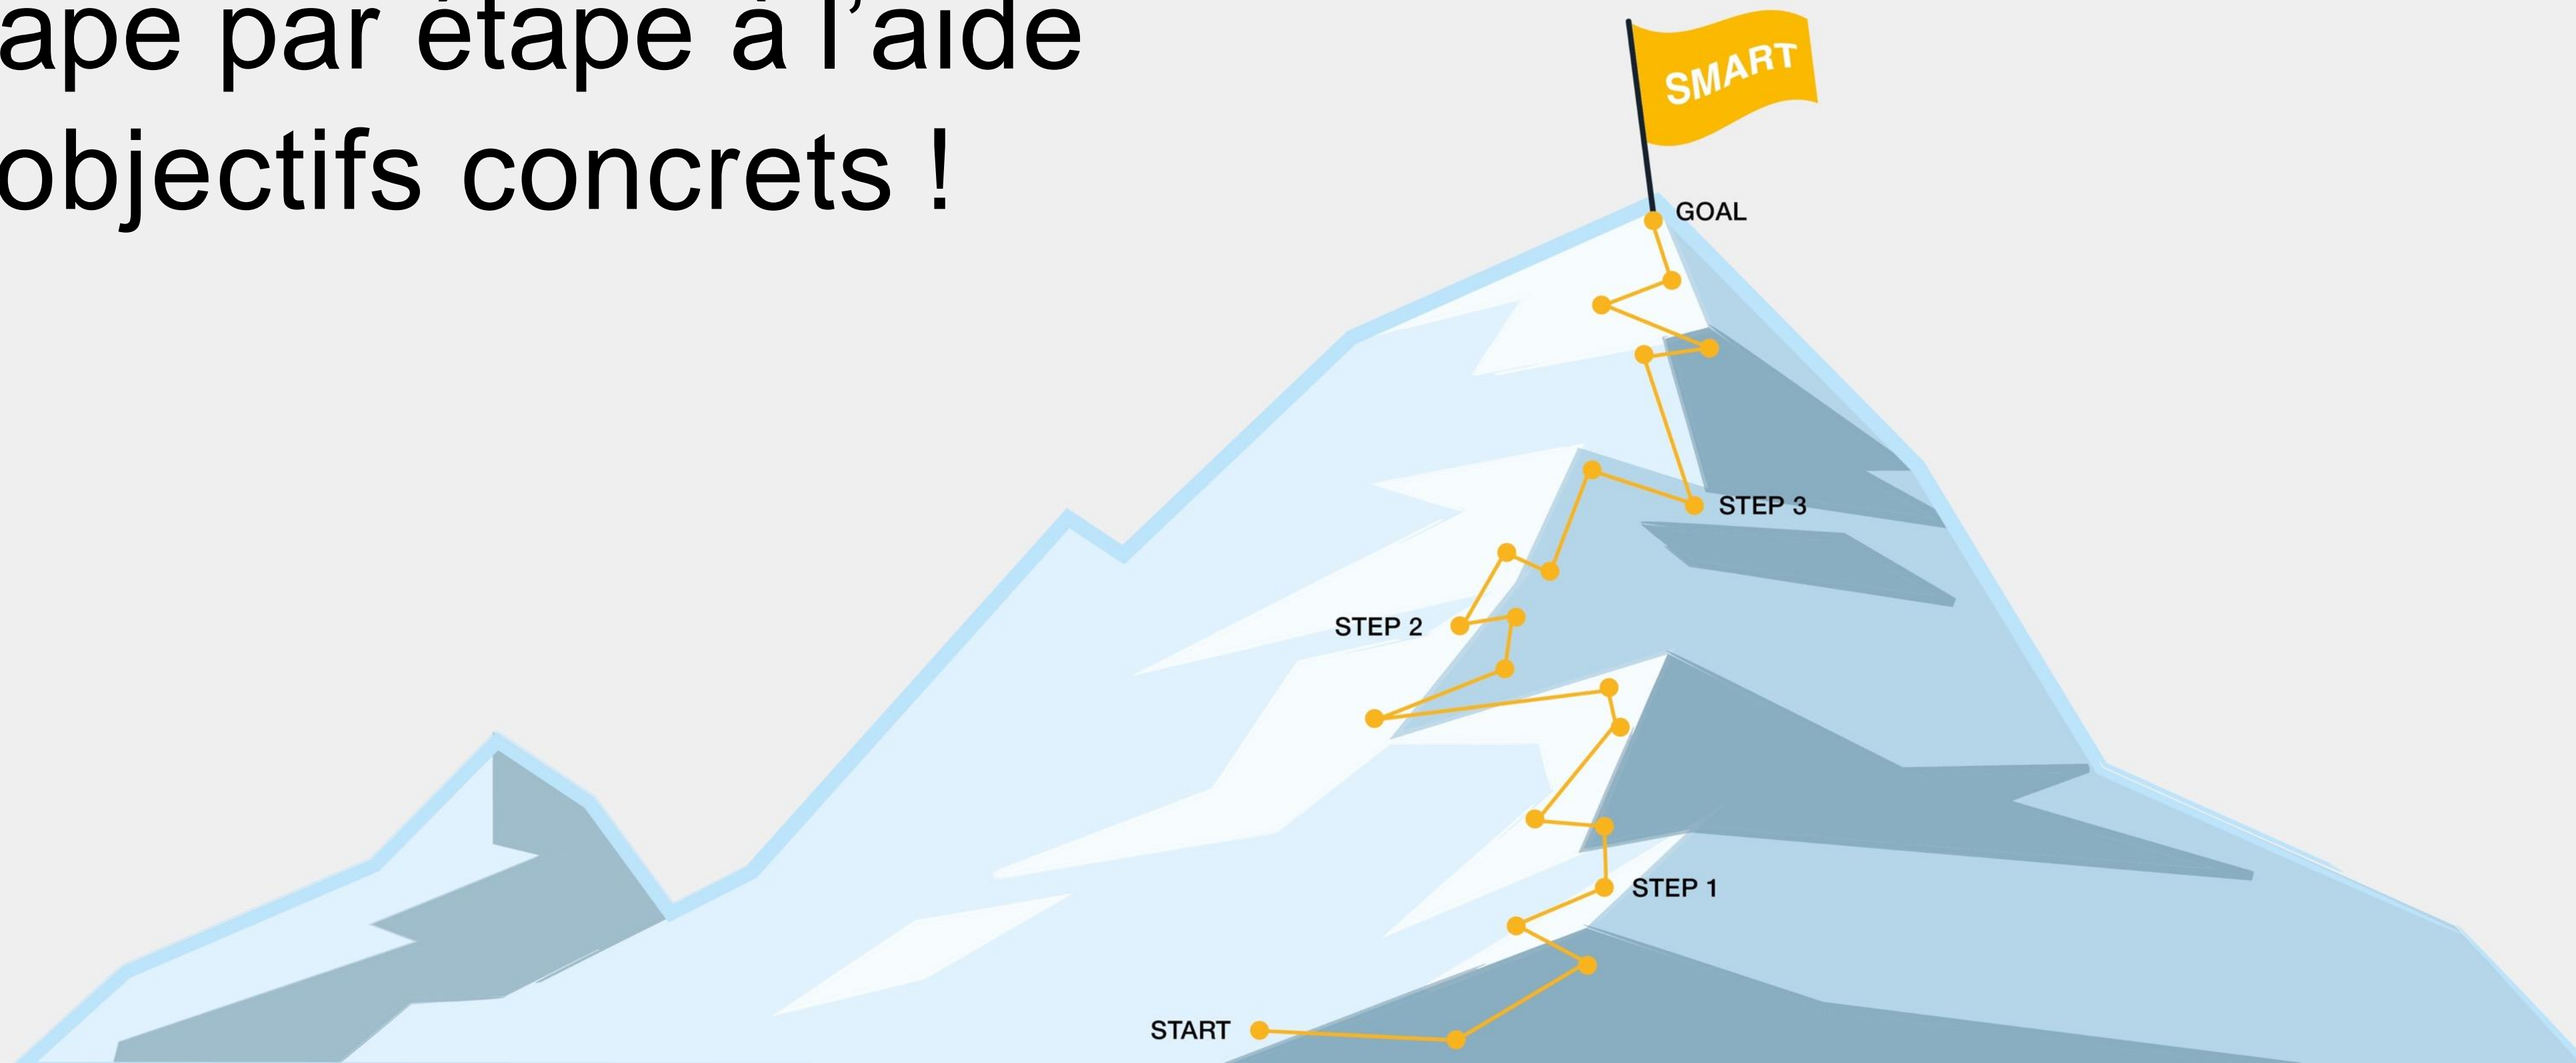 ape par étape à l’aide
objectifs concrets !
SMART
GOAL
STEP 3
STEP 2
STEP 1
START